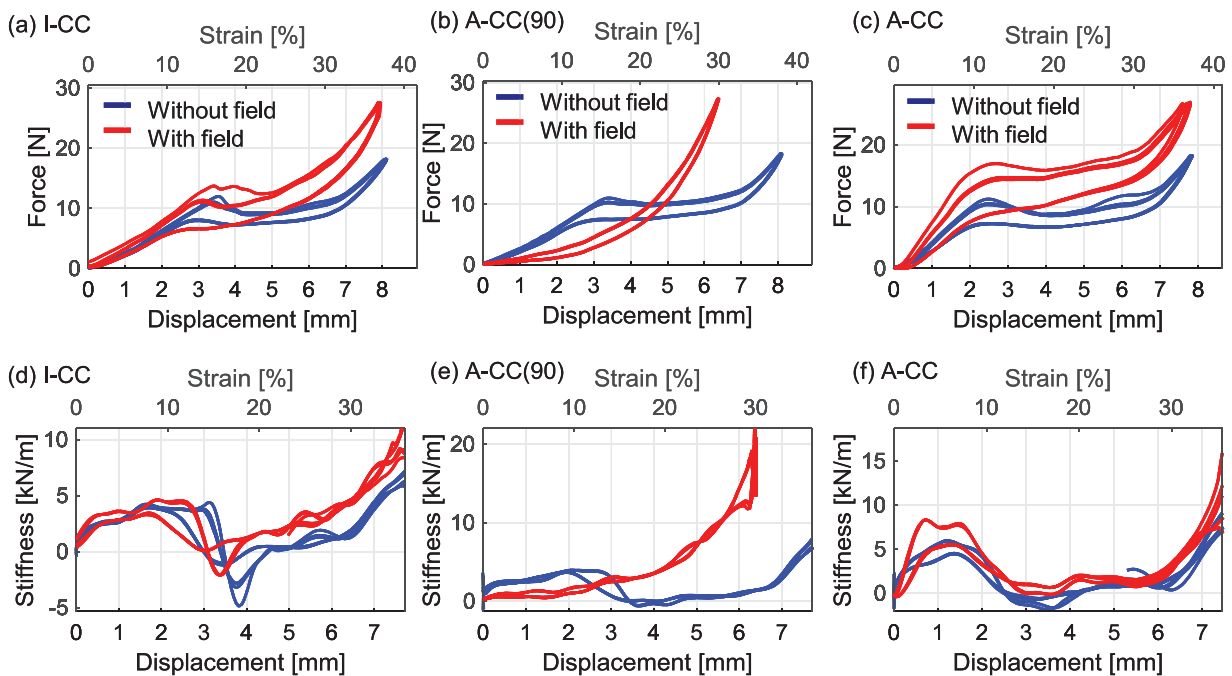 (a) I-CC
Strain [%]
0 10 20 30 40
Force [N]
30
20
10
0
Without field
With field
0 1 2 3 4 5 6 7 8
Displacement [mm]
(b) A-CC(90)
Strain [%]
0 10 20 30 40
Force [N]
30
20
10
0
Without field
With field
0 1 2 3 4 5 6 7 8
Displacement [mm]
(c) A-CC
Strain [%]
0 10 20 30 40
Force [N]
30
20
10
0
Without field
With field
0 1 2 3 4 5 6 7 8
Displacement [mm]
(d) I-CC
Strain [%]
0 10 20 30
Stiffness [kN/m]
10
5
0
-5
0 1 2 3 4 5 6 7
Displacement [mm]
(e) A-CC(90)
Strain [%]
0 10 20 30
Stiffness [kN/m]
20
10
0
0 1 2 3 4 5 6 7
Displacement [mm]
(f) A-CC
Strain [%]
0 10 20 30
Stiffness [kN/m]
15
10
5
0
0 1 2 3 4 5 6 7
Displacement [mm]